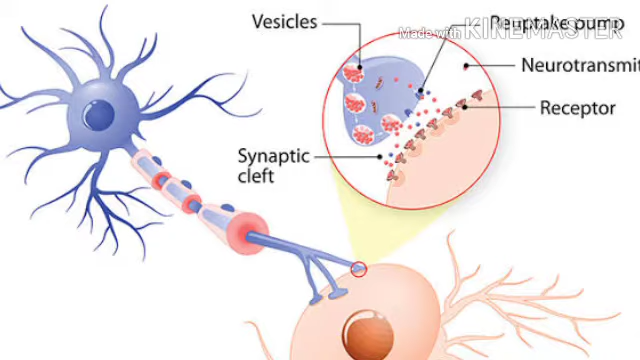 Vesicles
Reuptake pump
Made with KINEMASTER
Neurotransmit
Receptor
Synaptic
cleft